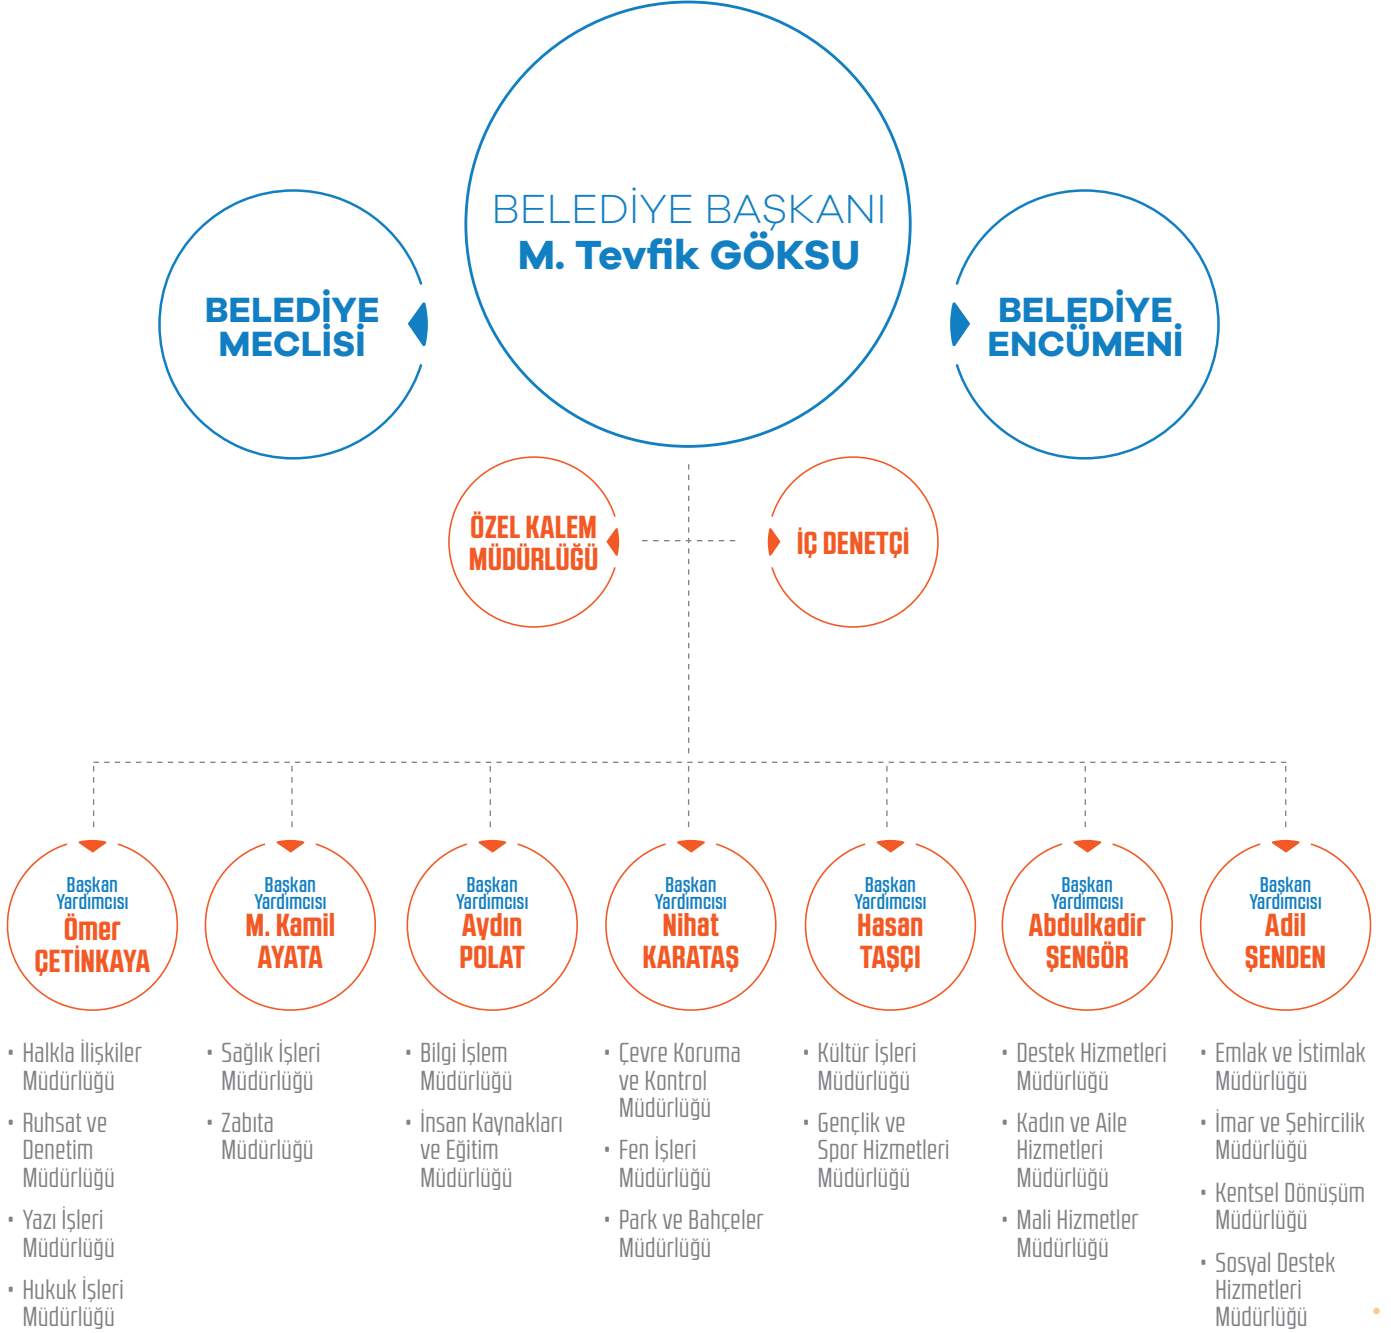 BELEDİYE BAŞKANI
M. Tevfik GÖKSU
BELEDİYE
MECLİSİ
BELEDİYE
ENCÜMENİ
ÖZEL KALEM
MÜDÜRLÜĞÜ
İÇ DENETÇİ
Başkan
Yardımcısı
Ömer
ÇETİNKAYA
• Halkla İlişkiler
Müdürlüğü
• Ruhsat ve
Denetim
Müdürlüğü
• Yazı İşleri
Müdürlüğü
• Hukuk İşleri
Müdürlüğü
Başkan
Yardımcısı
M. Kamil
AYATA
• Sağlık İşleri
Müdürlüğü
• Zabıta
Müdürlüğü
Başkan
Yardımcısı
Aydın
POLAT
• Bilgi İşlem
Müdürlüğü
• İnsan Kaynakları
ve Eğitim
Müdürlüğü
Başkan
Yardımcısı
Nihat
KARATAŞ
• Çevre Koruma
ve Kontrol
Müdürlüğü
• Fen İşleri
Müdürlüğü
• Park ve Bahçeler
Müdürlüğü
Başkan
Yardımcısı
Hasan
TAŞÇI
• Kültür İşleri
Müdürlüğü
• Gençlik ve
Spor Hizmetleri
Müdürlüğü
Başkan
Yardımcısı
Abdulkadir
ŞENGÖR
• Destek Hizmetleri
Müdürlüğü
• Kadın ve Aile
Hizmetleri
Müdürlüğü
• Mali Hizmetler
Müdürlüğü
Başkan
Yardımcısı
Adil
ŞENDEN
• Emlak ve İstimlak
Müdürlüğü
• İmar ve Şehircilik
Müdürlüğü
• Kentsel Dönüşüm
Müdürlüğü
• Sosyal Destek
Hizmetleri
Müdürlüğü